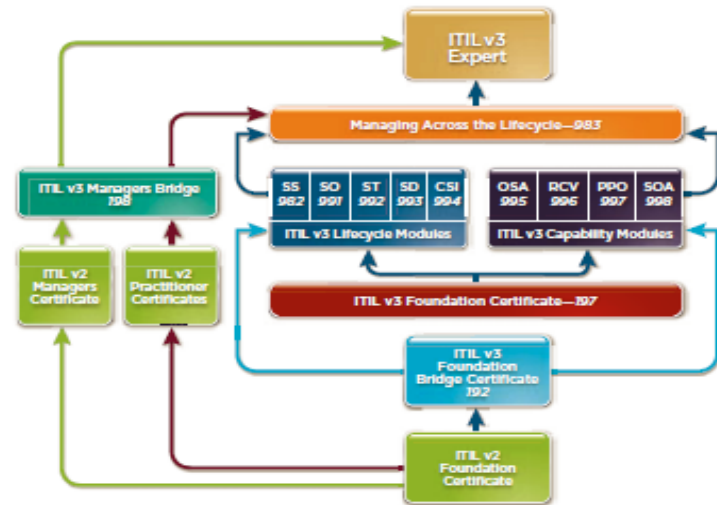 ITIL v3
Expert
Managing Across the Lifecycle—983
ITIL v3 Managers Bridge
198
SS
982
SO
991
ST
992
SD
993
CSI
994
OSA
995
RCV
996
PPO
997
SOA
998
ITIL v3 Lifecycle Modules
ITIL v3 Capability Modules
ITIL v2
Managers
Certificate
ITIL v2
Practitioner
Certificates
ITIL v3 Foundation Certificate—197
ITIL v3
Foundation
Bridge Certificate
192
ITIL v2
Foundation
Certificate